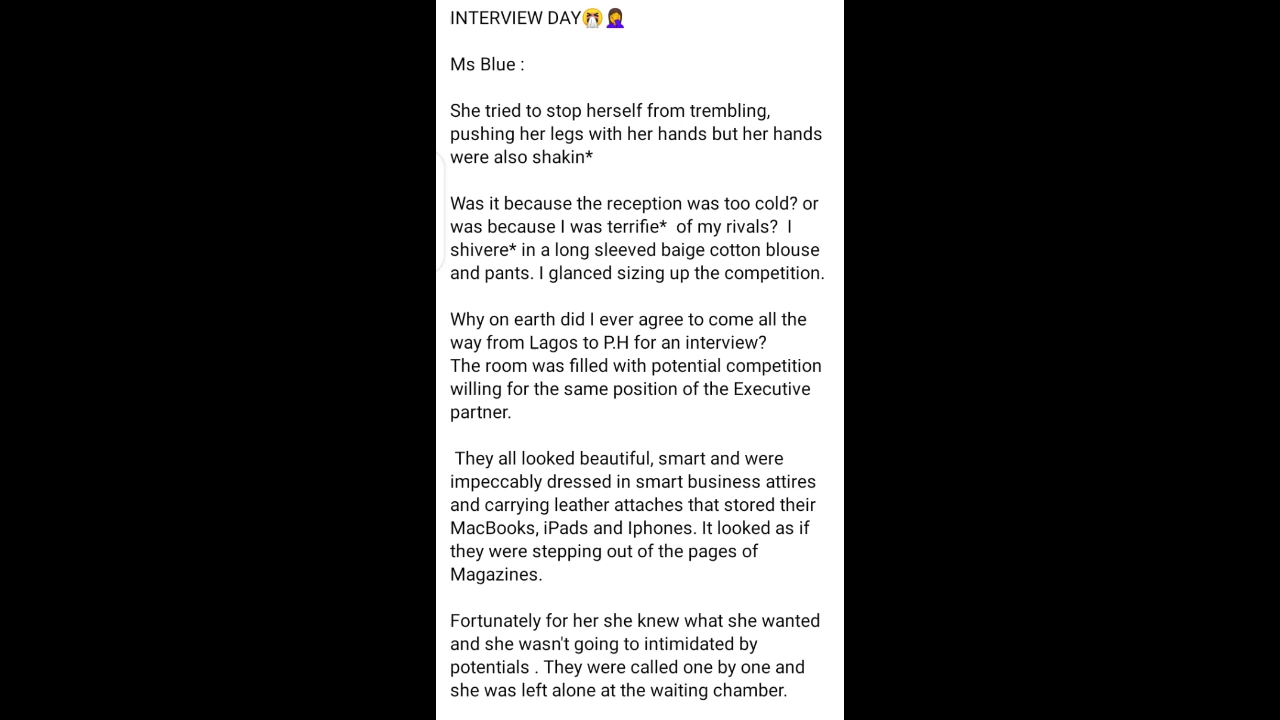 INTERVIEW DAY🤧🤦‍♀️
Ms Blue :
She tried to stop herself from trembling,
pushing her legs with her hands but her hands
were also shakin*
Was it because the reception was too cold? or
was because I was terrifie*  of my rivals?  I
shivere* in a long sleeved baige cotton blouse
and pants. I glanced sizing up the competition.
Why on earth did I ever agree to come all the
way from Lagos to P.H for an interview?
The room was filled with potential competition
willing for the same position of the Executive
partner.
They all looked beautiful, smart and were
impeccably dressed in smart business attires
and carrying leather attaches that stored their
MacBooks, iPads and Iphones. It looked as if
they were stepping out of the pages of
Magazines.
Fortunately for her she knew what she wanted
and she wasn't going to intimidated by
potentials . They were called one by one and
she was left alone at the waiting chamber.